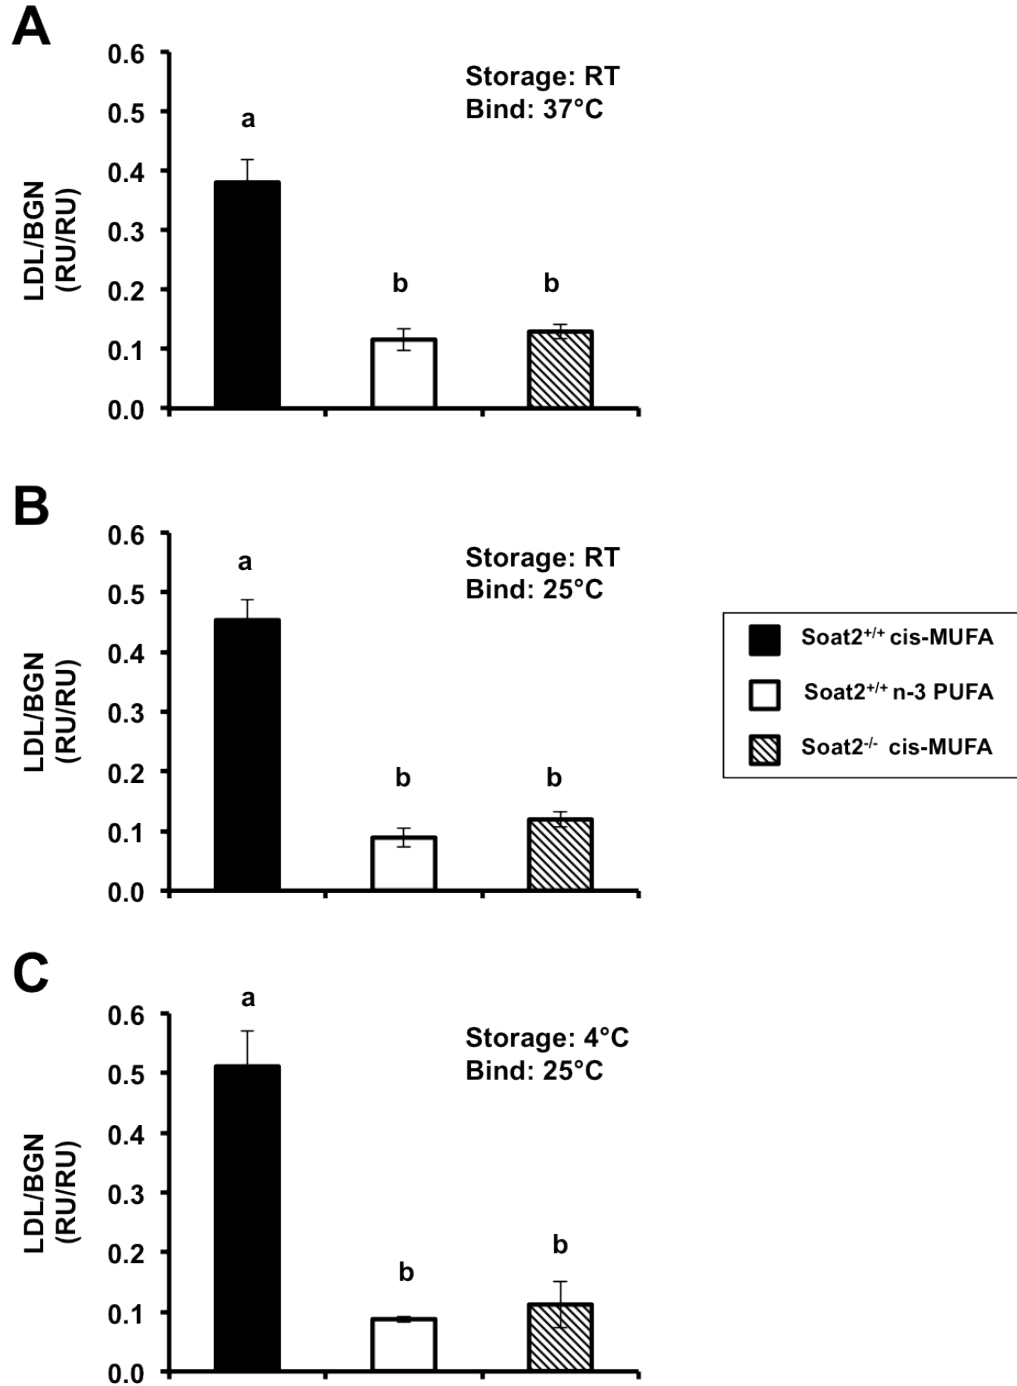 A
0.6
0.5
0.4
0.3
0.2
0.1
0.0
LDL/BGN
(RU/RU)
Storage: RT
Bind: 37°C
a
b
b
B
0.6
0.5
0.4
0.3
0.2
0.1
0.0
LDL/BGN
(RU/RU)
Storage: RT
Bind: 25°C
a
b
b
Soat2+/+ cis-MUFA
Soat2+/+ n-3 PUFA
Soat2-/- cis-MUFA
C
0.6
0.5
0.4
0.3
0.2
0.1
0.0
LDL/BGN
(RU/RU)
Storage: 4°C
Bind: 25°C
a
b
b